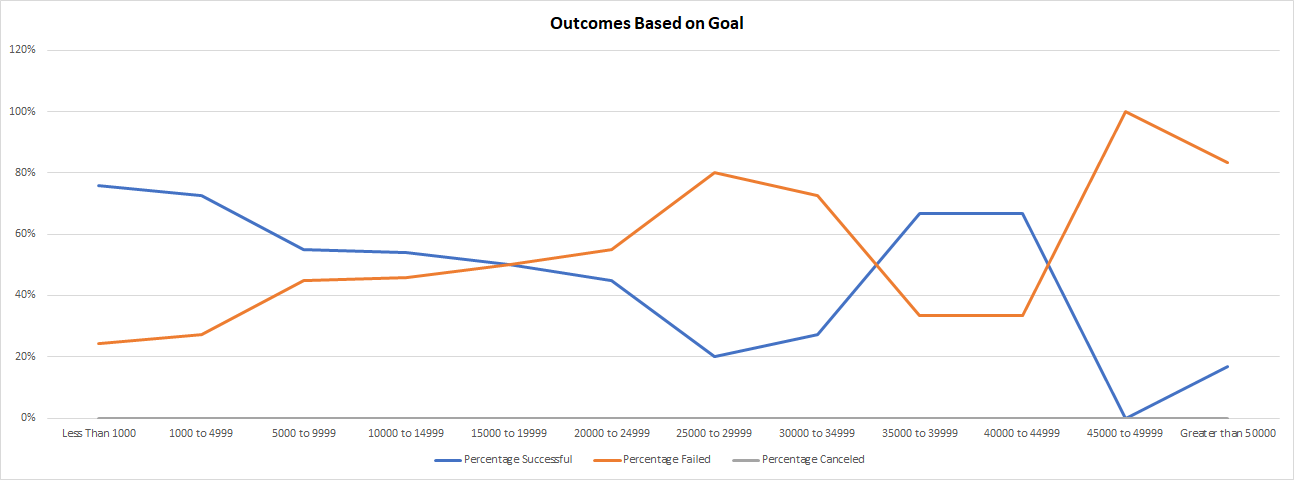 Outcomes Based on Goal
120%
100%
80%
60%
40%
20%
0%
Less Than 1000 1000 to 4999 5000 to 9999 10000 to 14999 15000 to 19999 20000 to 24999 25000 to 29999 30000 to 34999 35000 to 39999 40000 to 44999 45000 to 49999 Greater than 50000
Percentage Successful Percentage Failed Percentage Canceled